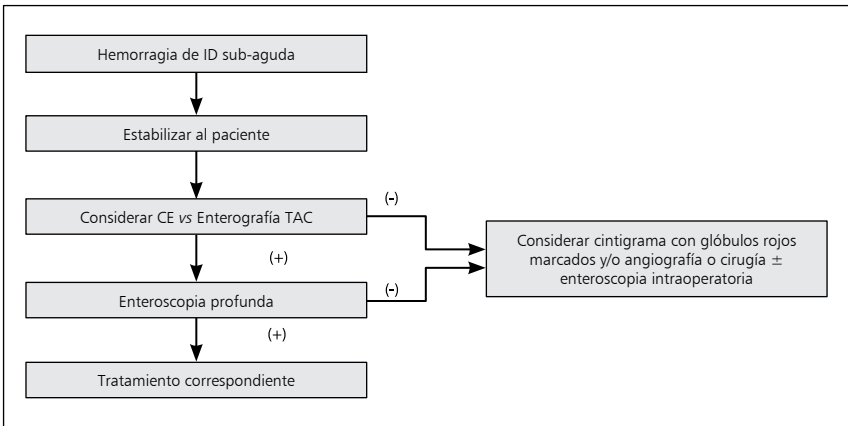 Hemorragia de ID sub-aguda
Estabilizar al paciente
Considerar CE vs Enterografía TAC
(-)
(+)
Considerar cintigrama con glóbulos rojos
marcados y/o angiografía o cirugía ±
enteroscopia intraoperatoria
Enteroscopia profunda
(-)
(+)
Tratamiento correspondiente